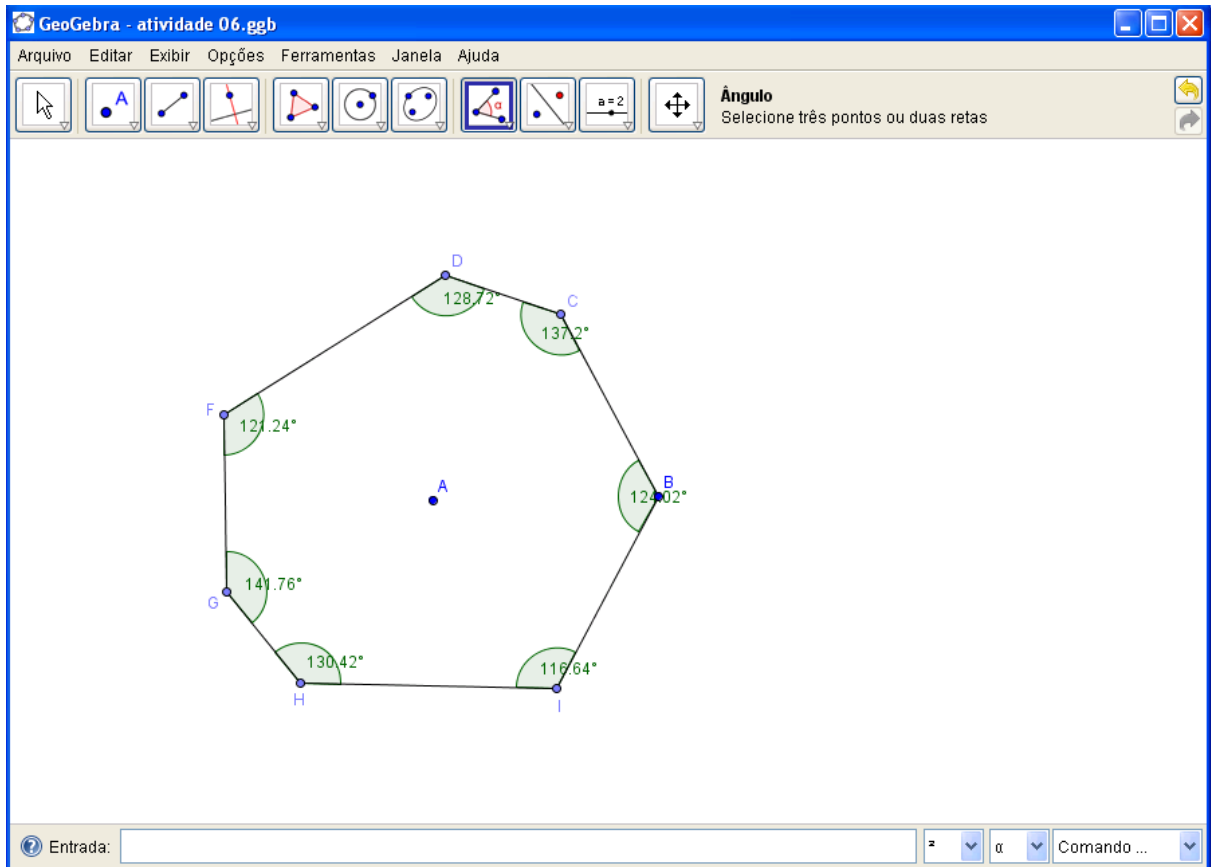 GeoGebra - atividade 06.ggb
Arquivo Editar Exibir Opções Ferramentas Janela Ajuda
A
α
a = 2
Ângulo
Selecione três pontos ou duas retas
D
128.72°
C
137.2°
F
121.24°
A
B
124.02°
141.76°
G
130.42°
116.64°
H
I
Entrada:
²
α
Comando ...